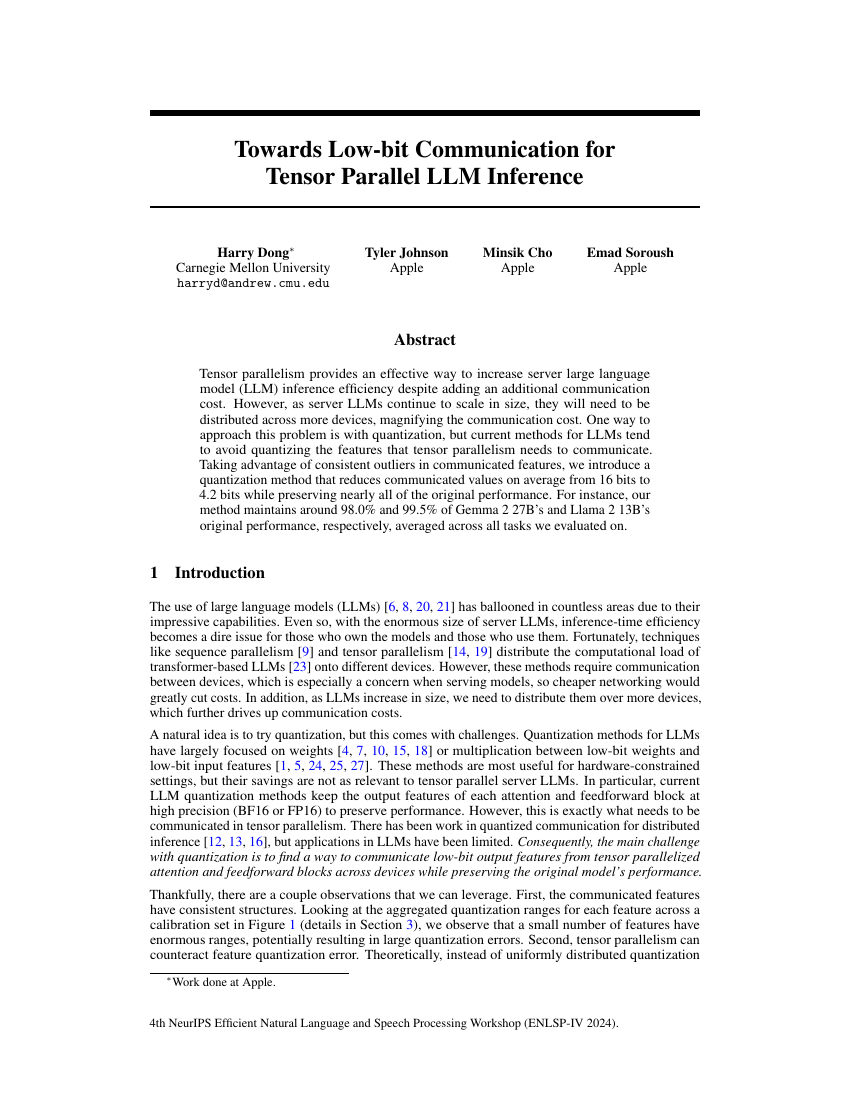 Towards Low-bit Communication for
Tensor Parallel LLM Inference
Harry Dong* Tyler Johnson Minsik Cho Emad Soroush
Carnegie Mellon University Apple Apple Apple
harryd@andrew.cmu.edu
Abstract
Tensor parallelism provides an effective way to increase server large language
model (LLM) inference efficiency despite adding an additional communication
cost. However, as server LLMs continue to scale in size, they will need to be
distributed across more devices, magnifying the communication cost. One way to
approach this problem is with quantization, but current methods for LLMs tend
to avoid quantizing the features that tensor parallelism needs to communicate.
Taking advantage of consistent outliers in communicated features, we introduce a
quantization method that reduces communicated values on average from 16 bits to
4.2 bits while preserving nearly all of the original performance. For instance, our
method maintains around 98.0% and 99.5% of Gemma 2 27B's and Llama 2 13B's
original performance, respectively, averaged across all tasks we evaluated on.
1 Introduction
The use of large language models (LLMs) [6, 8, 20, 21] has ballooned in countless areas due to their
impressive capabilities. Even so, with the enormous size of server LLMs, inference-time efficiency
becomes a dire issue for those who own the models and those who use them. Fortunately, techniques
like sequence parallelism [9] and tensor parallelism [14, 19] distribute the computational load of
transformer-based LLMs [23] onto different devices. However, these methods require communication
between devices, which is especially a concern when serving models, so cheaper networking would
greatly cut costs. In addition, as LLMs increase in size, we need to distribute them over more devices,
which further drives up communication costs.
A natural idea is to try quantization, but this comes with challenges. Quantization methods for LLMs
have largely focused on weights [4, 7, 10, 15, 18] or multiplication between low-bit weights and
low-bit input features [1, 5, 24, 25, 27]. These methods are most useful for hardware-constrained
settings, but their savings are not as relevant to tensor parallel server LLMs. In particular, current
LLM quantization methods keep the output features of each attention and feedforward block at
high precision (BF16 or FP16) to preserve performance. However, this is exactly what needs to be
communicated in tensor parallelism. There has been work in quantized communication for distributed
inference [12, 13, 16], but applications in LLMs have been limited. Consequently, the main challenge
with quantization is to find a way to communicate low-bit output features from tensor parallelized
attention and feedforward blocks across devices while preserving the original model's performance.
Thankfully, there are a couple observations that we can leverage. First, the communicated features
have consistent structures. Looking at the aggregated quantization ranges for each feature across a
calibration set in Figure 1 (details in Section 3), we observe that a small number of features have
enormous ranges, potentially resulting in large quantization errors. Second, tensor parallelism can
counteract feature quantization error. Theoretically, instead of uniformly distributed quantization
*Work done at Apple.
4th NeurIPS Efficient Natural Language and Speech Processing Workshop (ENLSP-IV 2024).